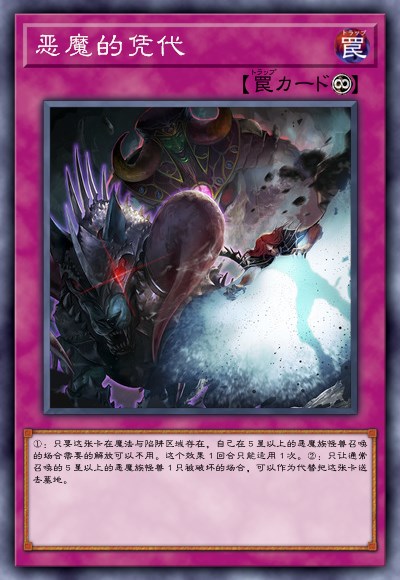 恶魔的凭代
トラップ
罠
トラップ
【罠カード】
①：只要这张卡在魔法与陷阱区域存在，自己在5星以上的恶魔族怪兽召唤
的场合需要的解放可以不用。这个效果1回合只能适用1次。②：只让通常
召唤的5星以上的恶魔族怪兽1只被破坏的场合，可以作为代替把这张卡送
去墓地。